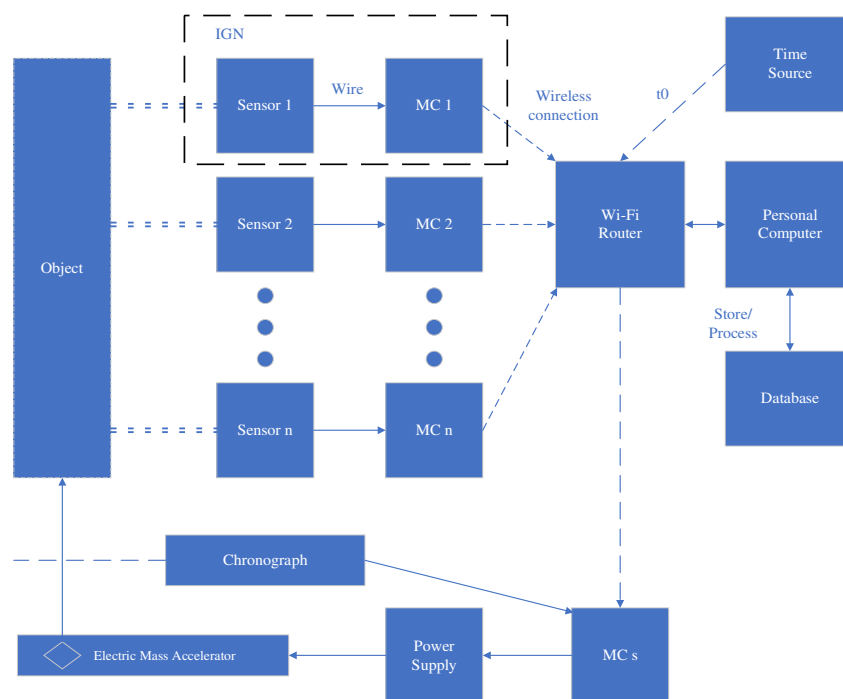 IGN
Time
Source
Sensor 1
Wire
MC 1
Wireless
connection
t0
Sensor 2
MC 2
Wi-Fi
Router
Personal
Computer
Object
Store/
Process
Sensor n
MC n
Database
Chronograph
Electric Mass Accelerator
Power
Supply
MC s